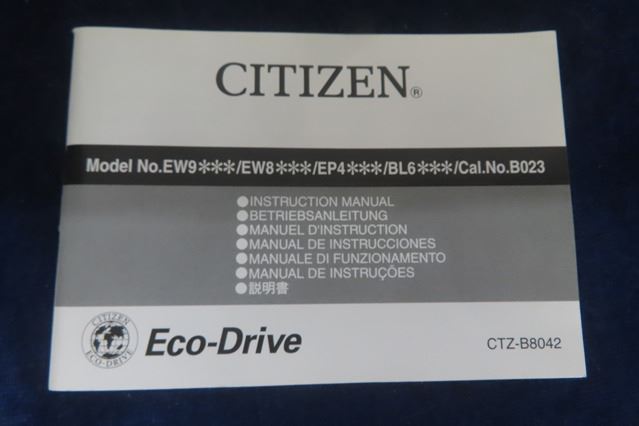 CITIZEN®
Model No.EW9***/EW8***/EP4***/BL6***/Cal.No.B023
●INSTRUCTION MANUAL
●BETRIEBSANLEITUNG
●MANUEL D'INSTRUCTION
●MANUAL DE INSTRUCCIONES
●MANUALE DI FUNZIONAMENTO
●MANUAL DE INSTRUÇÕES
●説明書
CITIZEN
ECO-DRIVE
Eco-Drive
CTZ-B8042